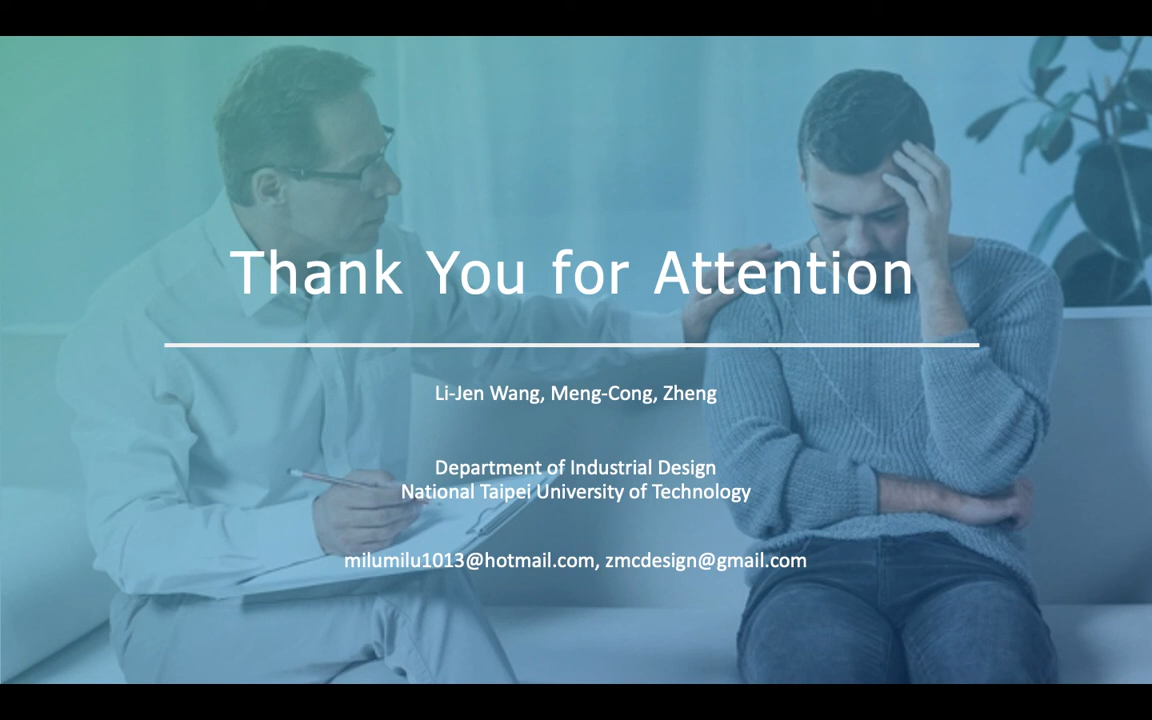 Thank You for Attention
Li-Jen Wang, Meng-Cong, Zheng
Department of Industrial Design
National Taipei University of Technology
milumilu1013@hotmail.com, zmcdesign@gmail.com